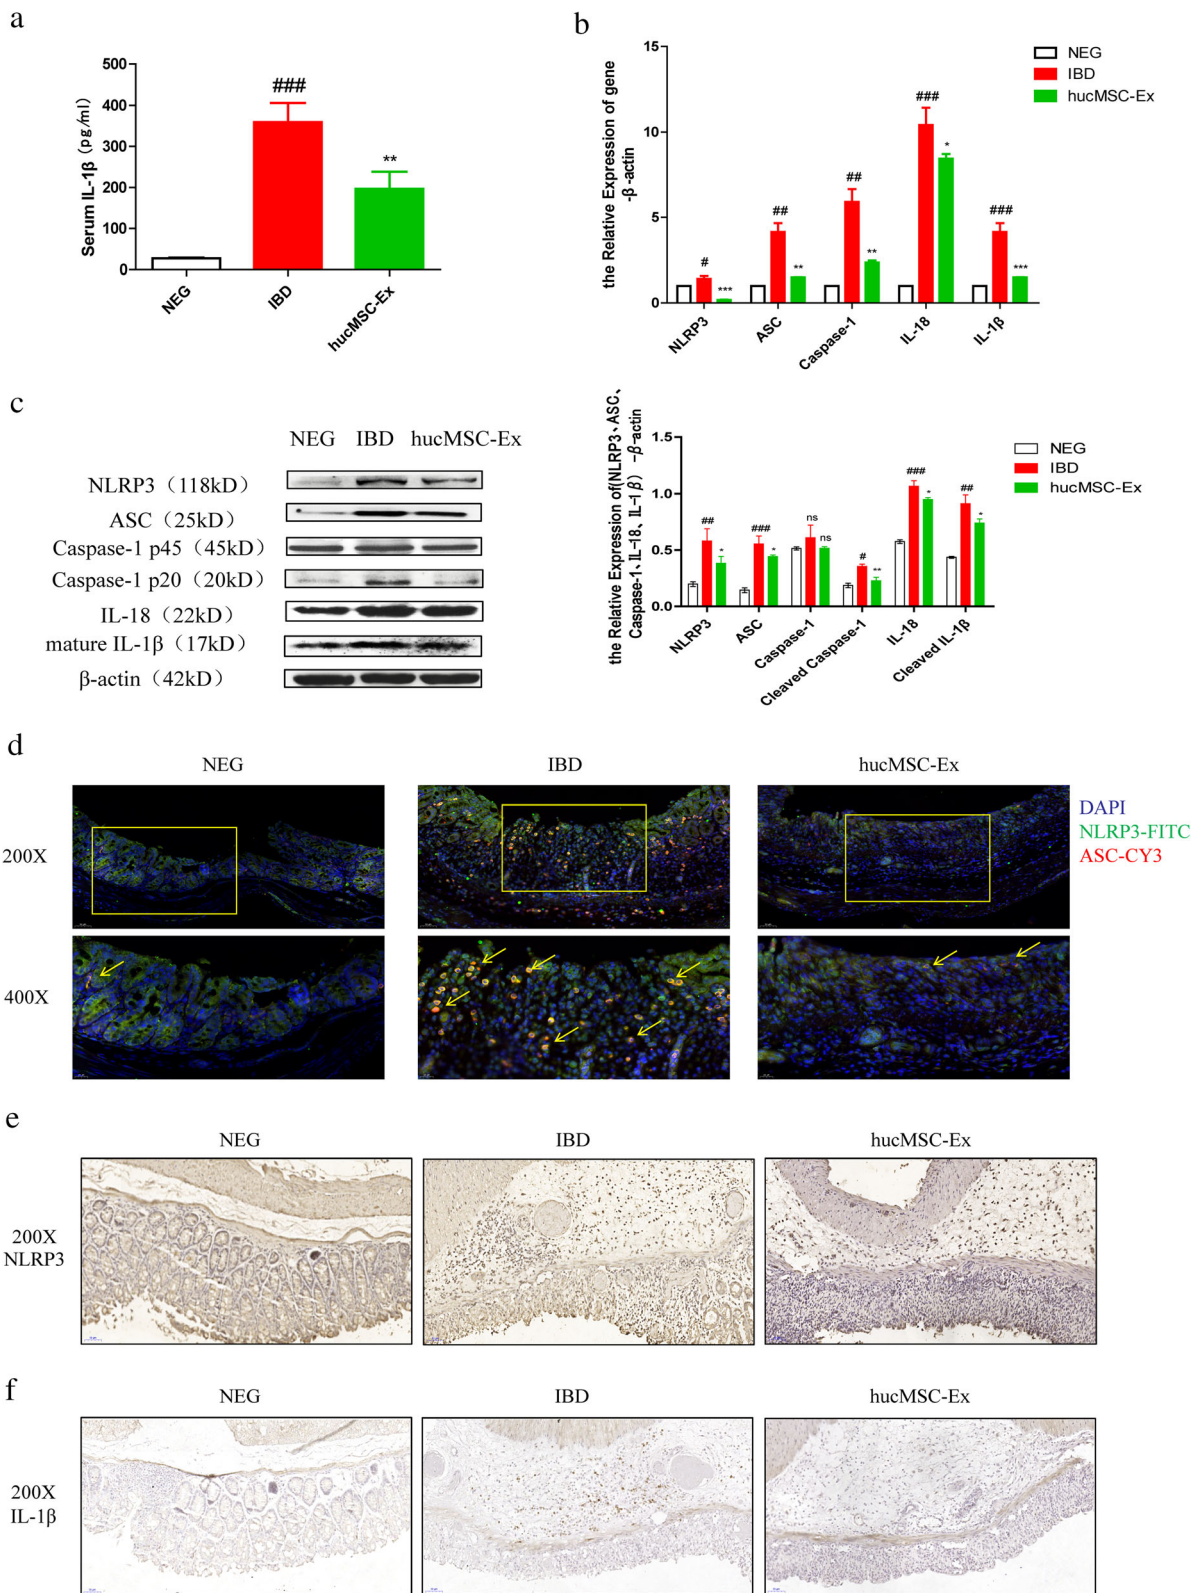 a
Serum IL-1β (pg/ml)
500
400
300
200
100
0
###
**
NEG
IBD
hucMSC-Ex
b
the Relative Expression of gene
-β-actin
15
10
5
0
NEG
IBD
hucMSC-Ex
#
***
##
**
##
**
###
*
###
***
NLRP3
ASC
Caspase-1
IL-18
IL-1β
c
NEG IBD hucMSC-Ex
NLRP3（118kD）
ASC（25kD）
Caspase-1 p45（45kD）
Caspase-1 p20（20kD）
IL-18（22kD）
mature IL-1β（17kD）
β-actin（42kD）
the Relative Expression of(NLRP3、ASC、
Caspase-1、IL-18、IL-1β) -β-actin
1.5
1.0
0.5
0.0
NEG
IBD
hucMSC-Ex
##
*
###
*
ns
ns
#
**
###
*
##
*
NLRP3
ASC
Caspase-1
Cleaved Caspase-1
IL-18
Cleaved IL-1β
d
NEG IBD hucMSC-Ex
200X
400X
DAPI
NLRP3-FITC
ASC-CY3
e
NEG IBD hucMSC-Ex
200X
NLRP3
f
NEG IBD hucMSC-Ex
200X
IL-1β